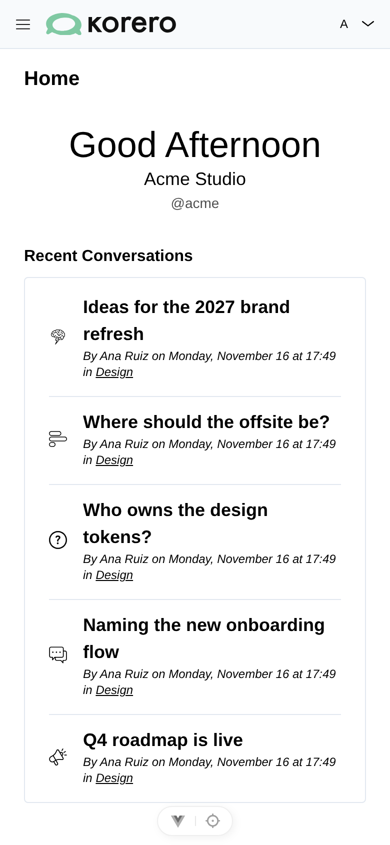 korero
A
Home
Good Afternoon
Acme Studio
@acme
Recent Conversations
Ideas for the 2027 brand
refresh
By Ana Ruiz on Monday, November 16 at 17:49
in Design
Where should the offsite be?
By Ana Ruiz on Monday, November 16 at 17:49
in Design
Who owns the design
tokens?
By Ana Ruiz on Monday, November 16 at 17:49
in Design
Naming the new onboarding
flow
By Ana Ruiz on Monday, November 16 at 17:49
in Design
Q4 roadmap is live
By Ana Ruiz on Monday, November 16 at 17:49
in Design